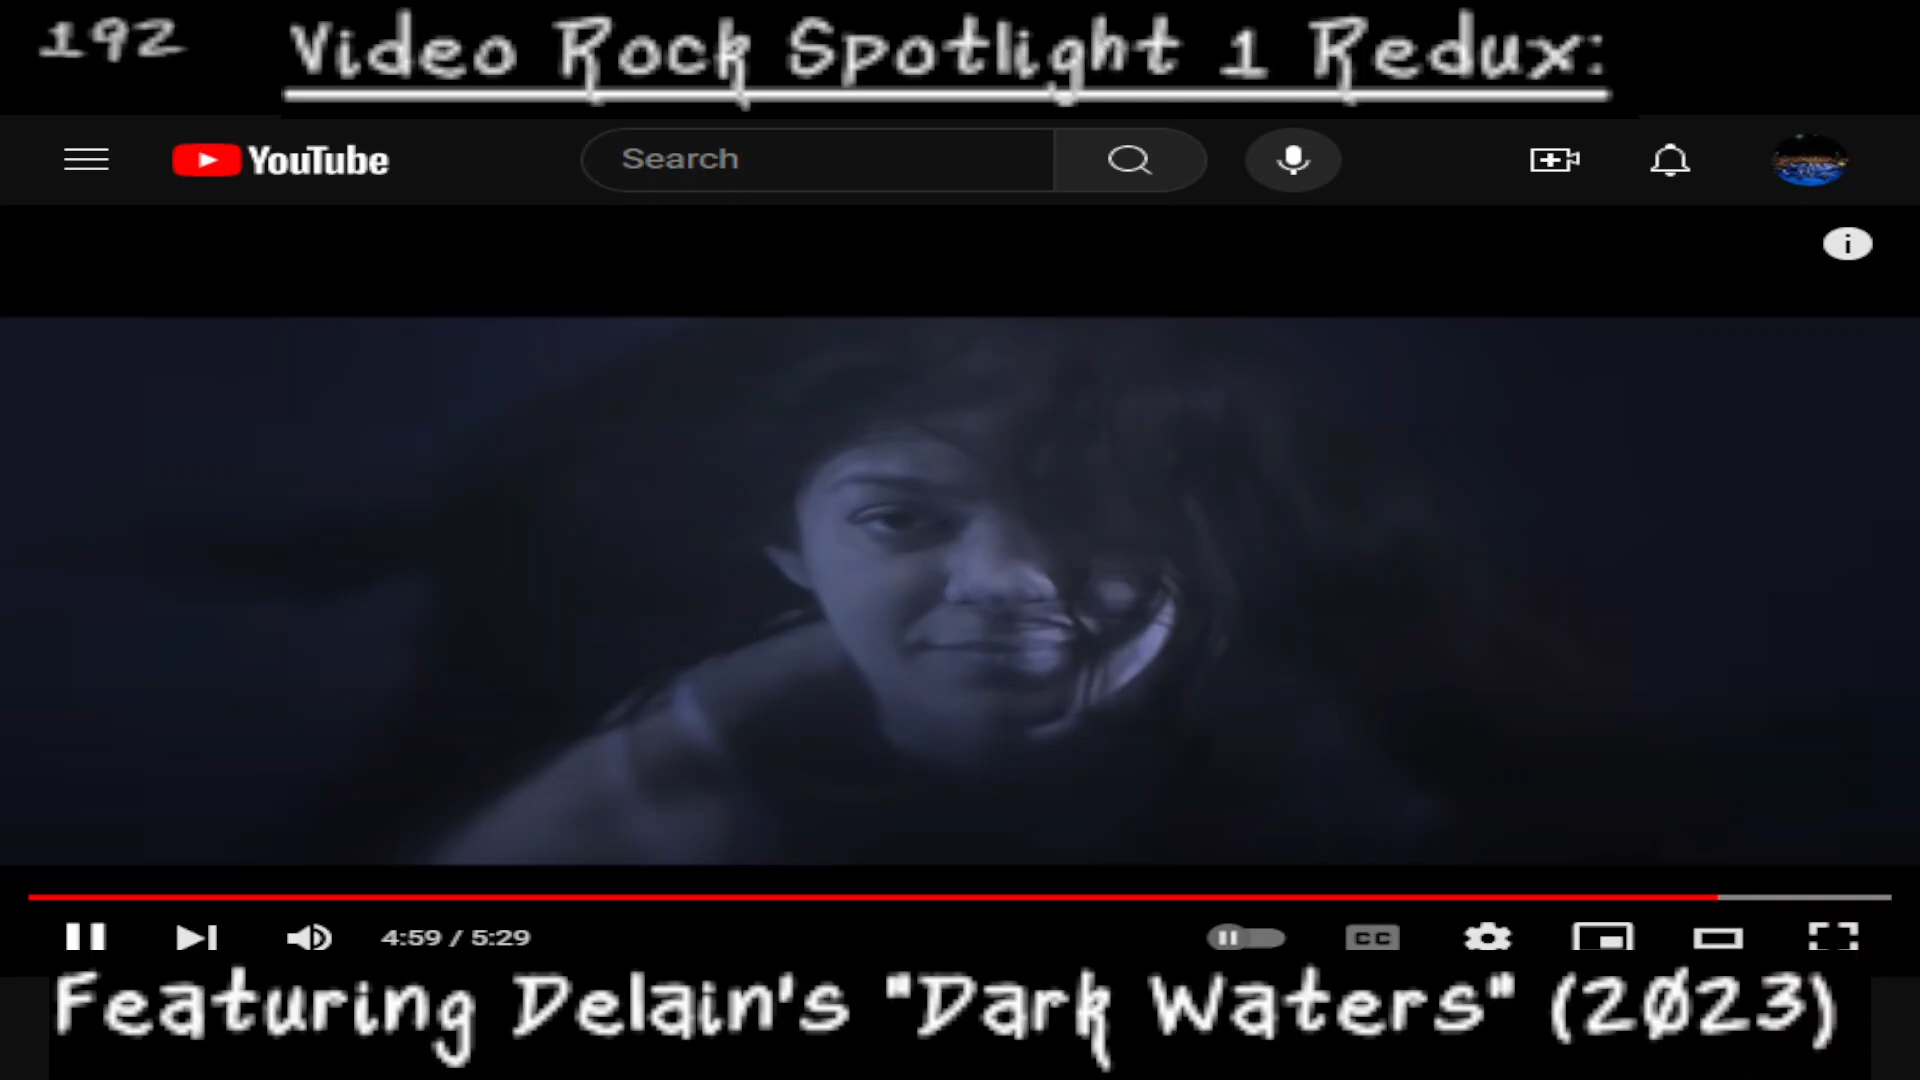 192 Video Rock Spotlight 1 Redux:
YouTube Search
i
4:59 / 5:29 CC
Featuring Delain's "Dark Waters" (2023)